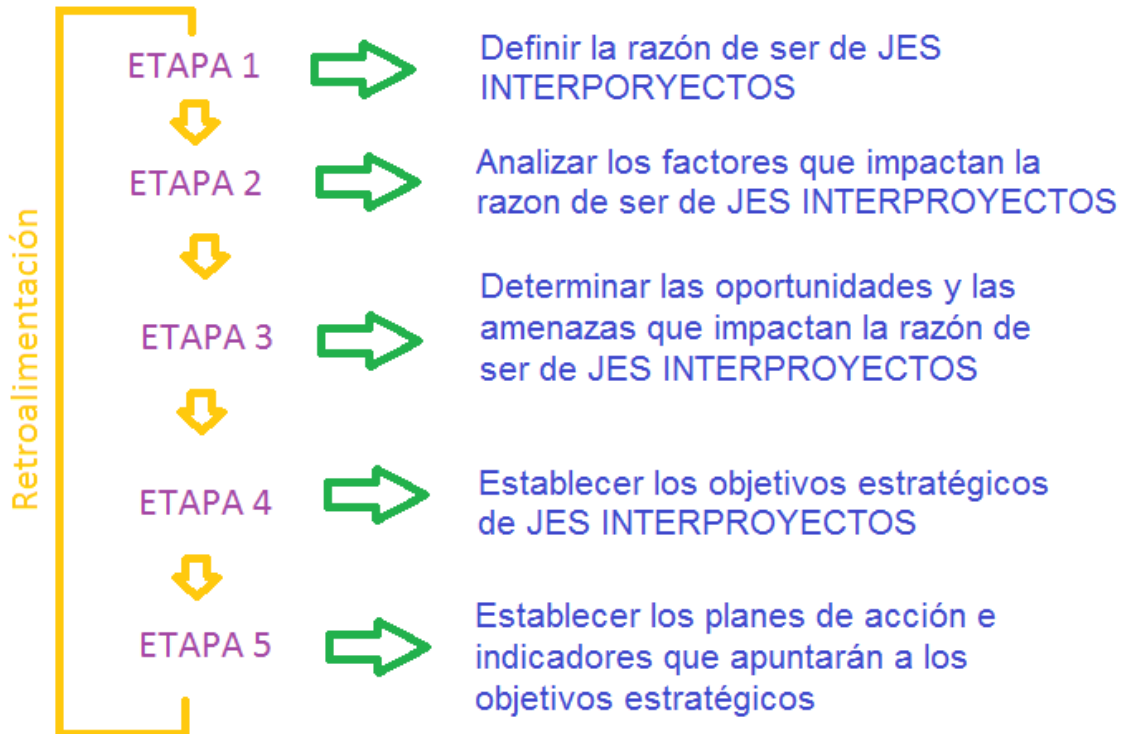 Retroalimentación
ETAPA 1
Definir la razón de ser de JES
INTERPORYECTOS
ETAPA 2
Analizar los factores que impactan la
razon de ser de JES INTERPROYECTOS
ETAPA 3
Determinar las oportunidades y las
amenazas que impactan la razón de
ser de JES INTERPROYECTOS
ETAPA 4
Establecer los objetivos estratégicos
de JES INTERPROYECTOS
ETAPA 5
Establecer los planes de acción e
indicadores que apuntarán a los
objetivos estratégicos